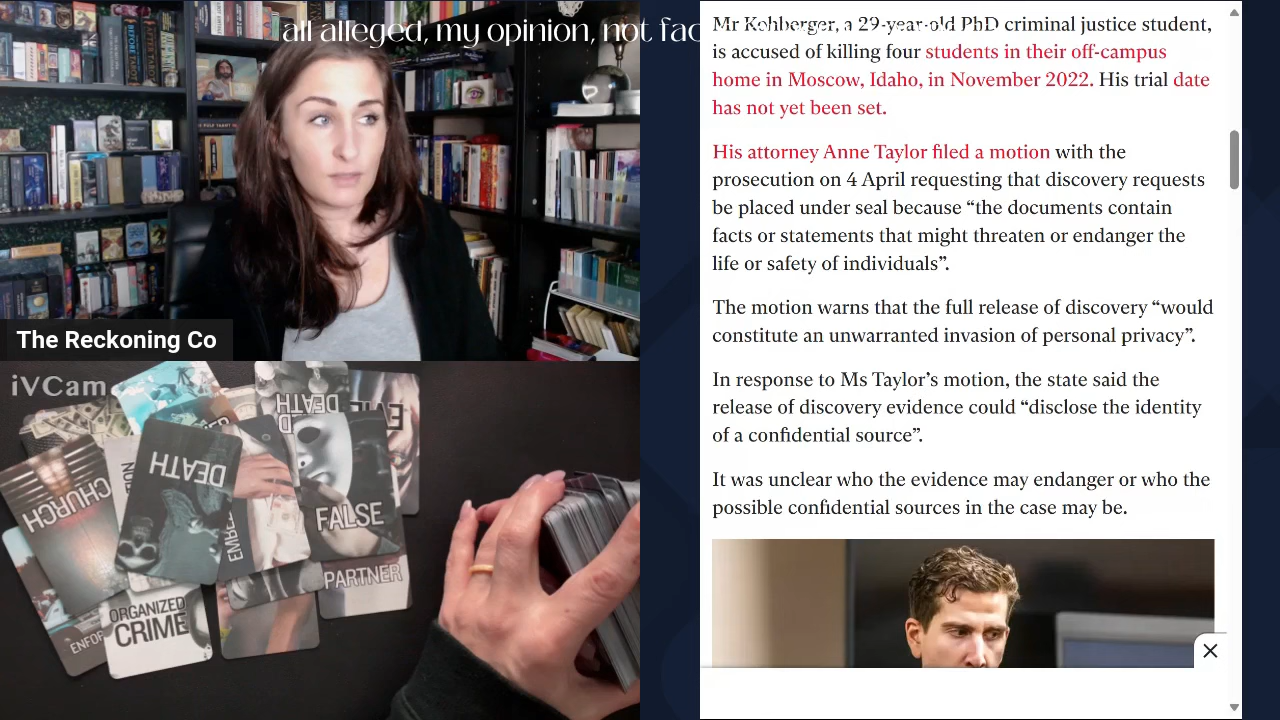 all alleged, my opinion, not fac
The Reckoning Co
iVCam
DEATH
CHURCH
DEATH
FALSE
PARTNER
ORGANIZED
CRIME
ENFOR
EMBE
Mr Kohberger, a 29-year-old PhD criminal justice student,
is accused of killing four students in their off-campus
home in Moscow, Idaho, in November 2022. His trial date
has not yet been set.
His attorney Anne Taylor filed a motion with the
prosecution on 4 April requesting that discovery requests
be placed under seal because “the documents contain
facts or statements that might threaten or endanger the
life or safety of individuals”.
The motion warns that the full release of discovery “would
constitute an unwarranted invasion of personal privacy”.
In response to Ms Taylor’s motion, the state said the
release of discovery evidence could “disclose the identity
of a confidential source”.
It was unclear who the evidence may endanger or who the
possible confidential sources in the case may be.